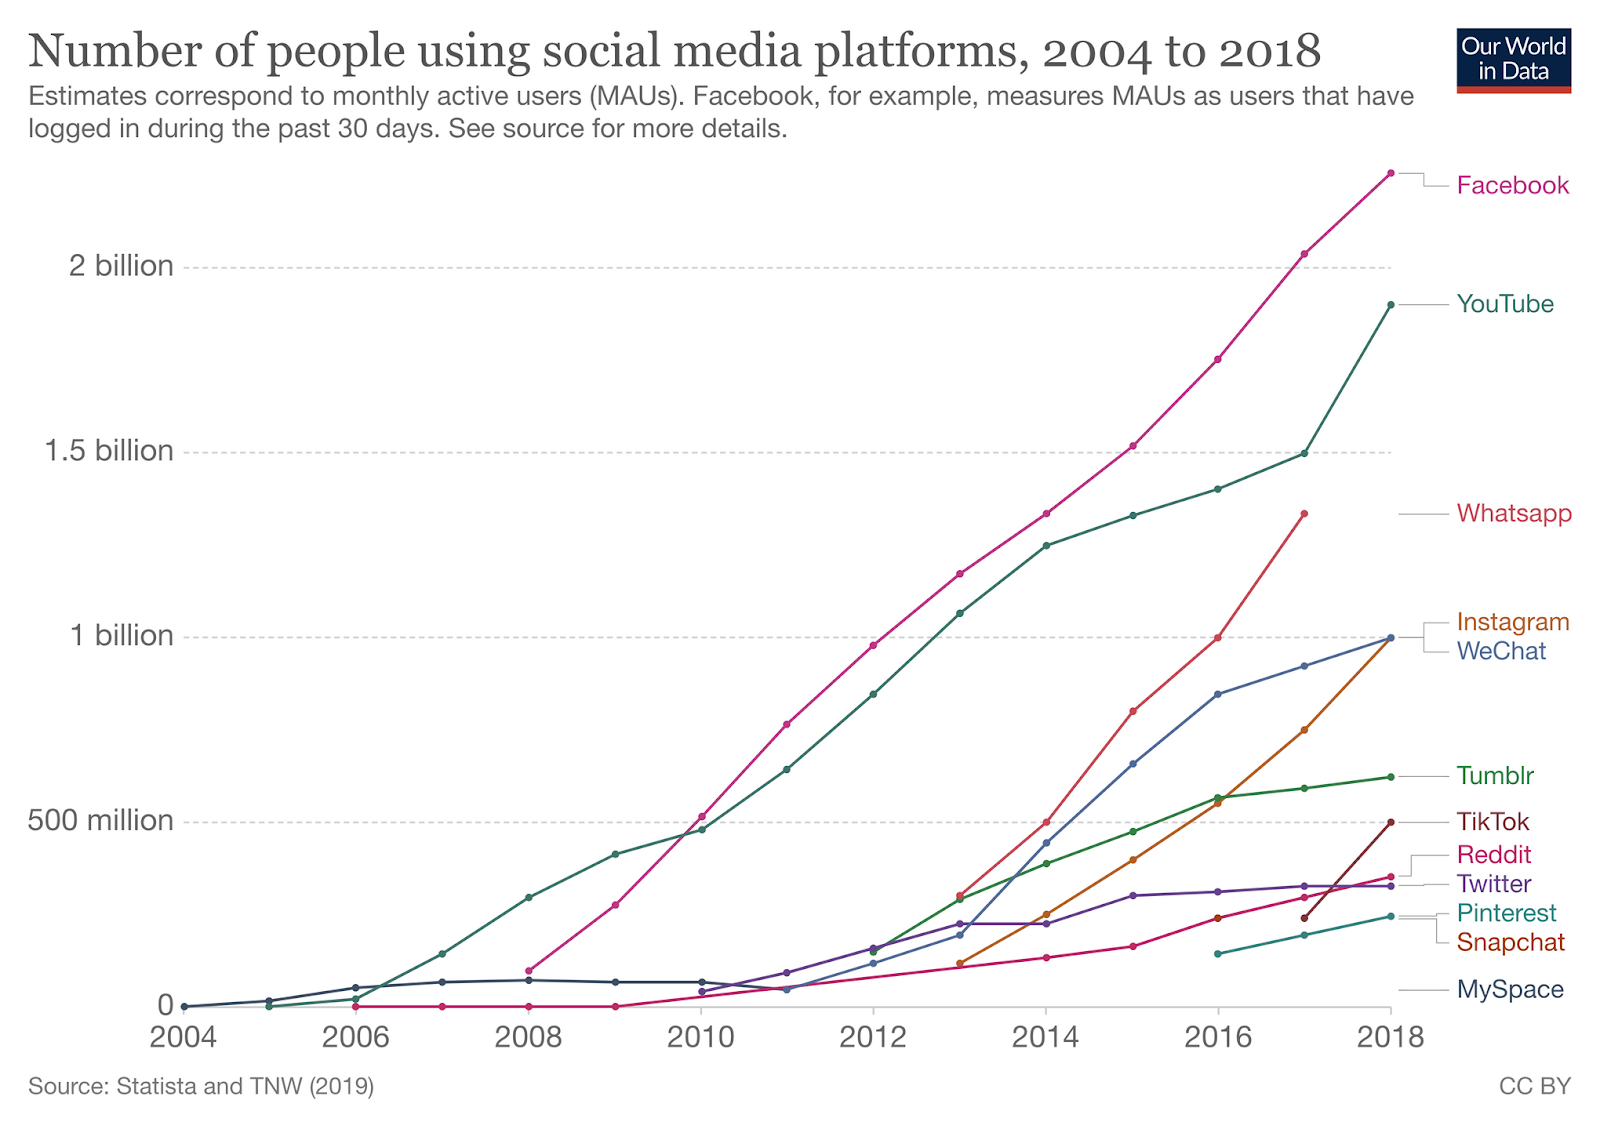 Number of people using social media platforms, 2004 to 2018
Our World
in Data
Estimates correspond to monthly active users (MAUs). Facebook, for example, measures MAUs as users that have
logged in during the past 30 days. See source for more details.
Facebook
2 billion
YouTube
1.5 billion
Whatsapp
Instagram
1 billion
WeChat
Tumblr
500 million
TikTok
Reddit
Twitter
Pinterest
Snapchat
MySpace
0
2004 2006 2008 2010 2012 2014 2016 2018
Source: Statista and TNW (2019)
CC BY